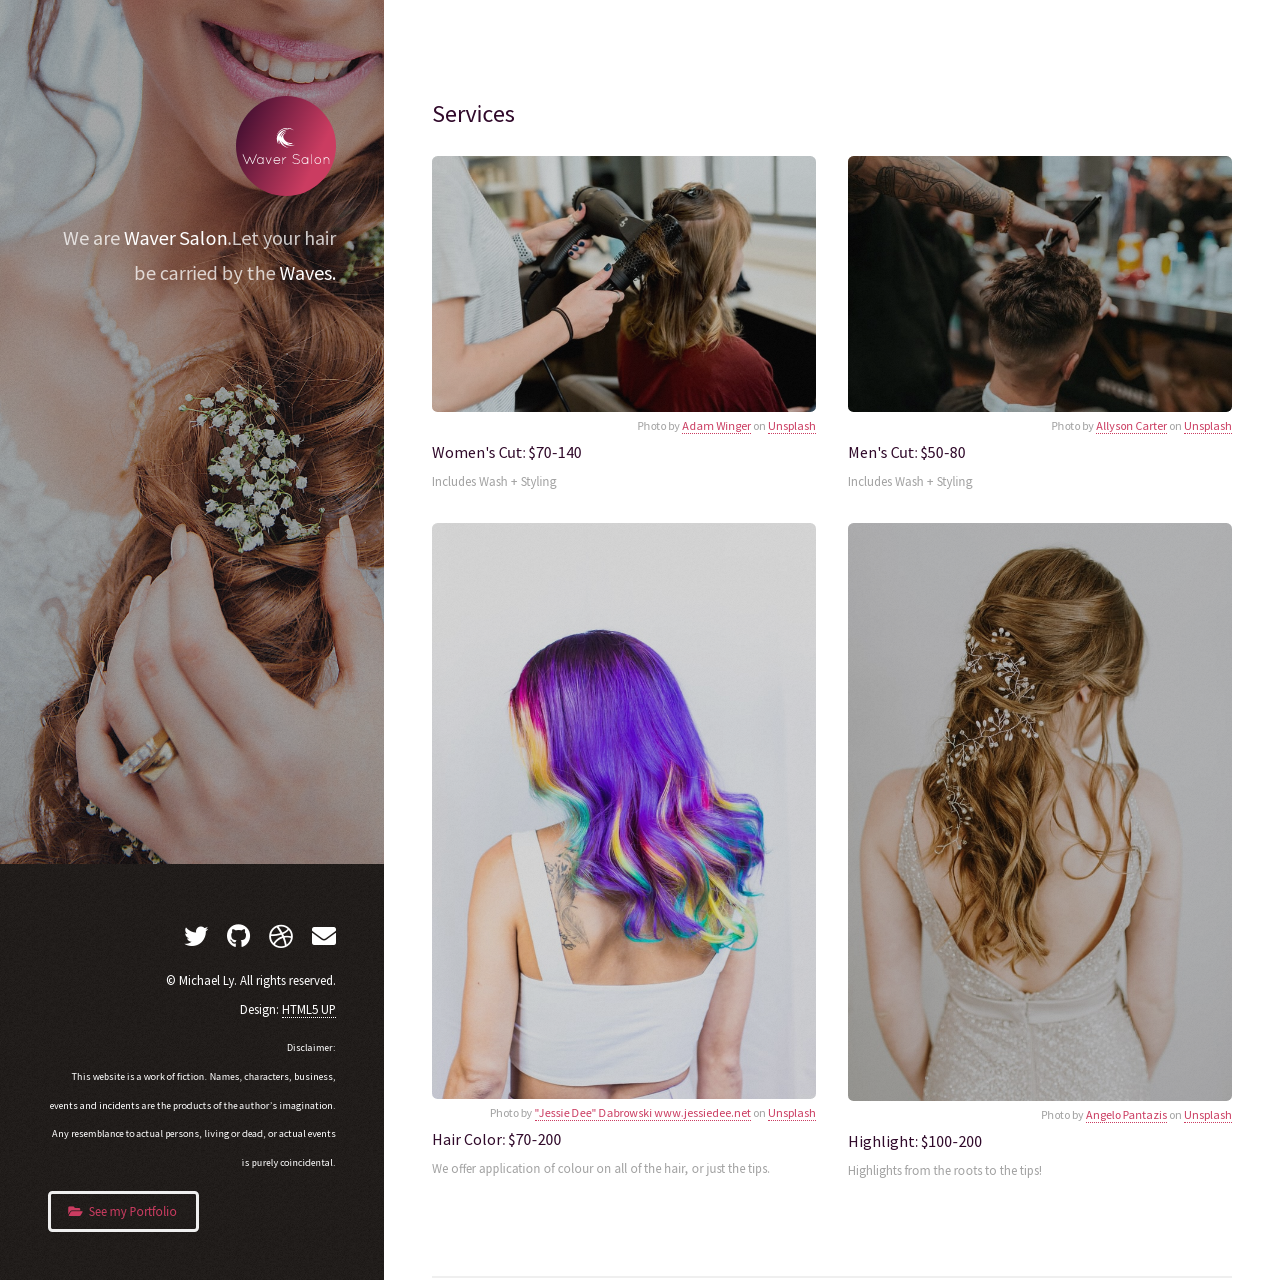 Waver Salon
We are Waver Salon.Let your hair
be carried by the Waves.
© Michael Ly. All rights reserved.
Design: HTML5 UP
Disclaimer:
This website is a work of fiction. Names, characters, business,
events and incidents are the products of the author's imagination.
Any resemblance to actual persons, living or dead, or actual events
is purely coincidental.
See my Portfolio
Services
Photo by Adam Winger on Unsplash
Women's Cut: $70-140
Includes Wash + Styling
Photo by Allyson Carter on Unsplash
Men's Cut: $50-80
Includes Wash + Styling
Photo by "Jessie Dee" Dabrowski www.jessiedee.net on Unsplash
Hair Color: $70-200
We offer application of colour on all of the hair, or just the tips.
Photo by Angelo Pantazis on Unsplash
Highlight: $100-200
Highlights from the roots to the tips!